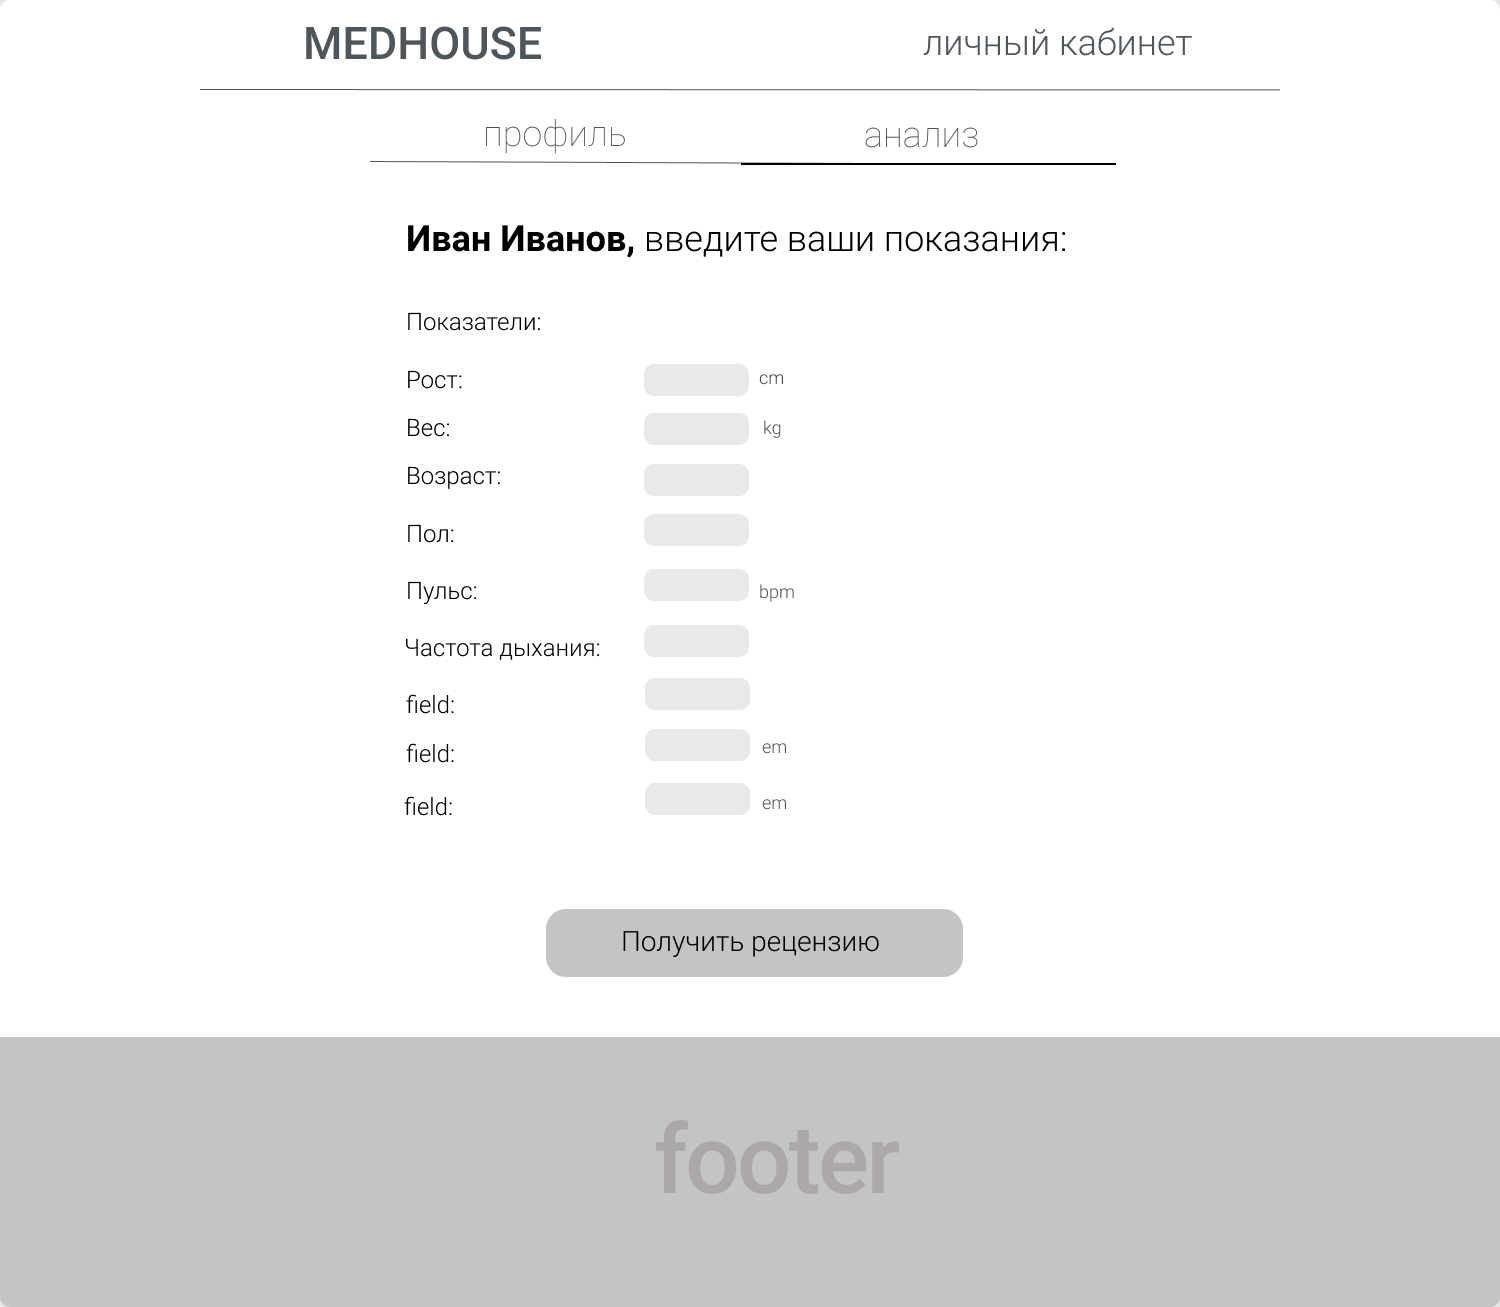 MEDHOUSE
личный кабинет
профиль
анализ
Иван Иванов, введите ваши показания:
Показатели:
Рост:
cm
Вес:
kg
Возраст:
Пол:
Пульс:
bpm
Частота дыхания:
field:
field:
em
field:
em
Получить рецензию
footer